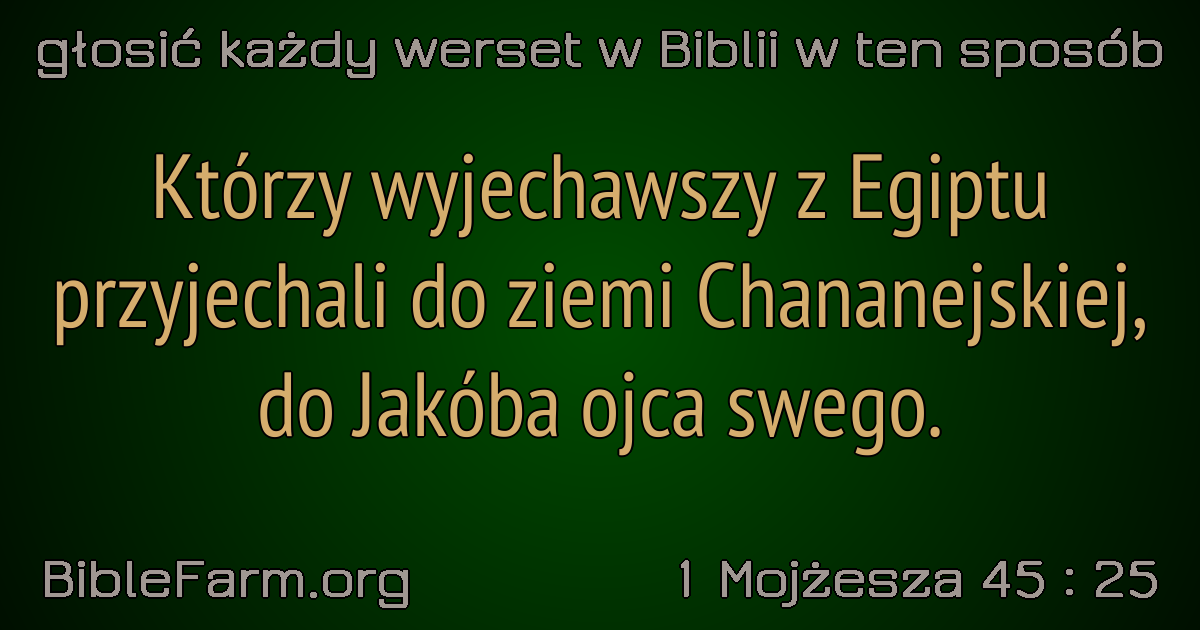 głosić każdy werset w Biblii w ten sposób
Którzy wyjechawszy z Egiptu
przyjechali do ziemi Chananejskiej,
do Jakóba ojca swego.
BibleFarm.org
1 Mojżesza 45 : 25